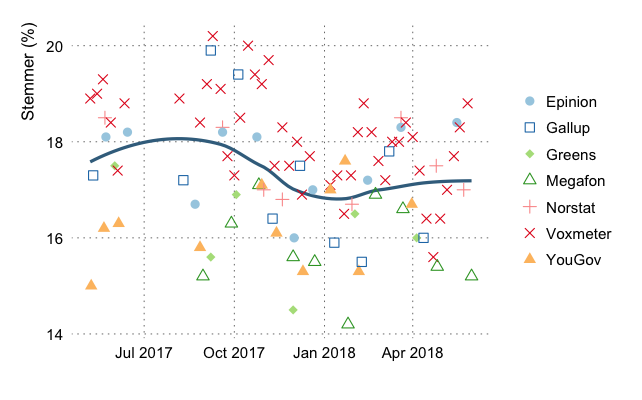 Stemmer (%)
20
18
16
14
Jul 2017
Oct 2017
Jan 2018
Apr 2018
Epinion
Gallup
Greens
Megafon
Norstat
Voxmeter
YouGov